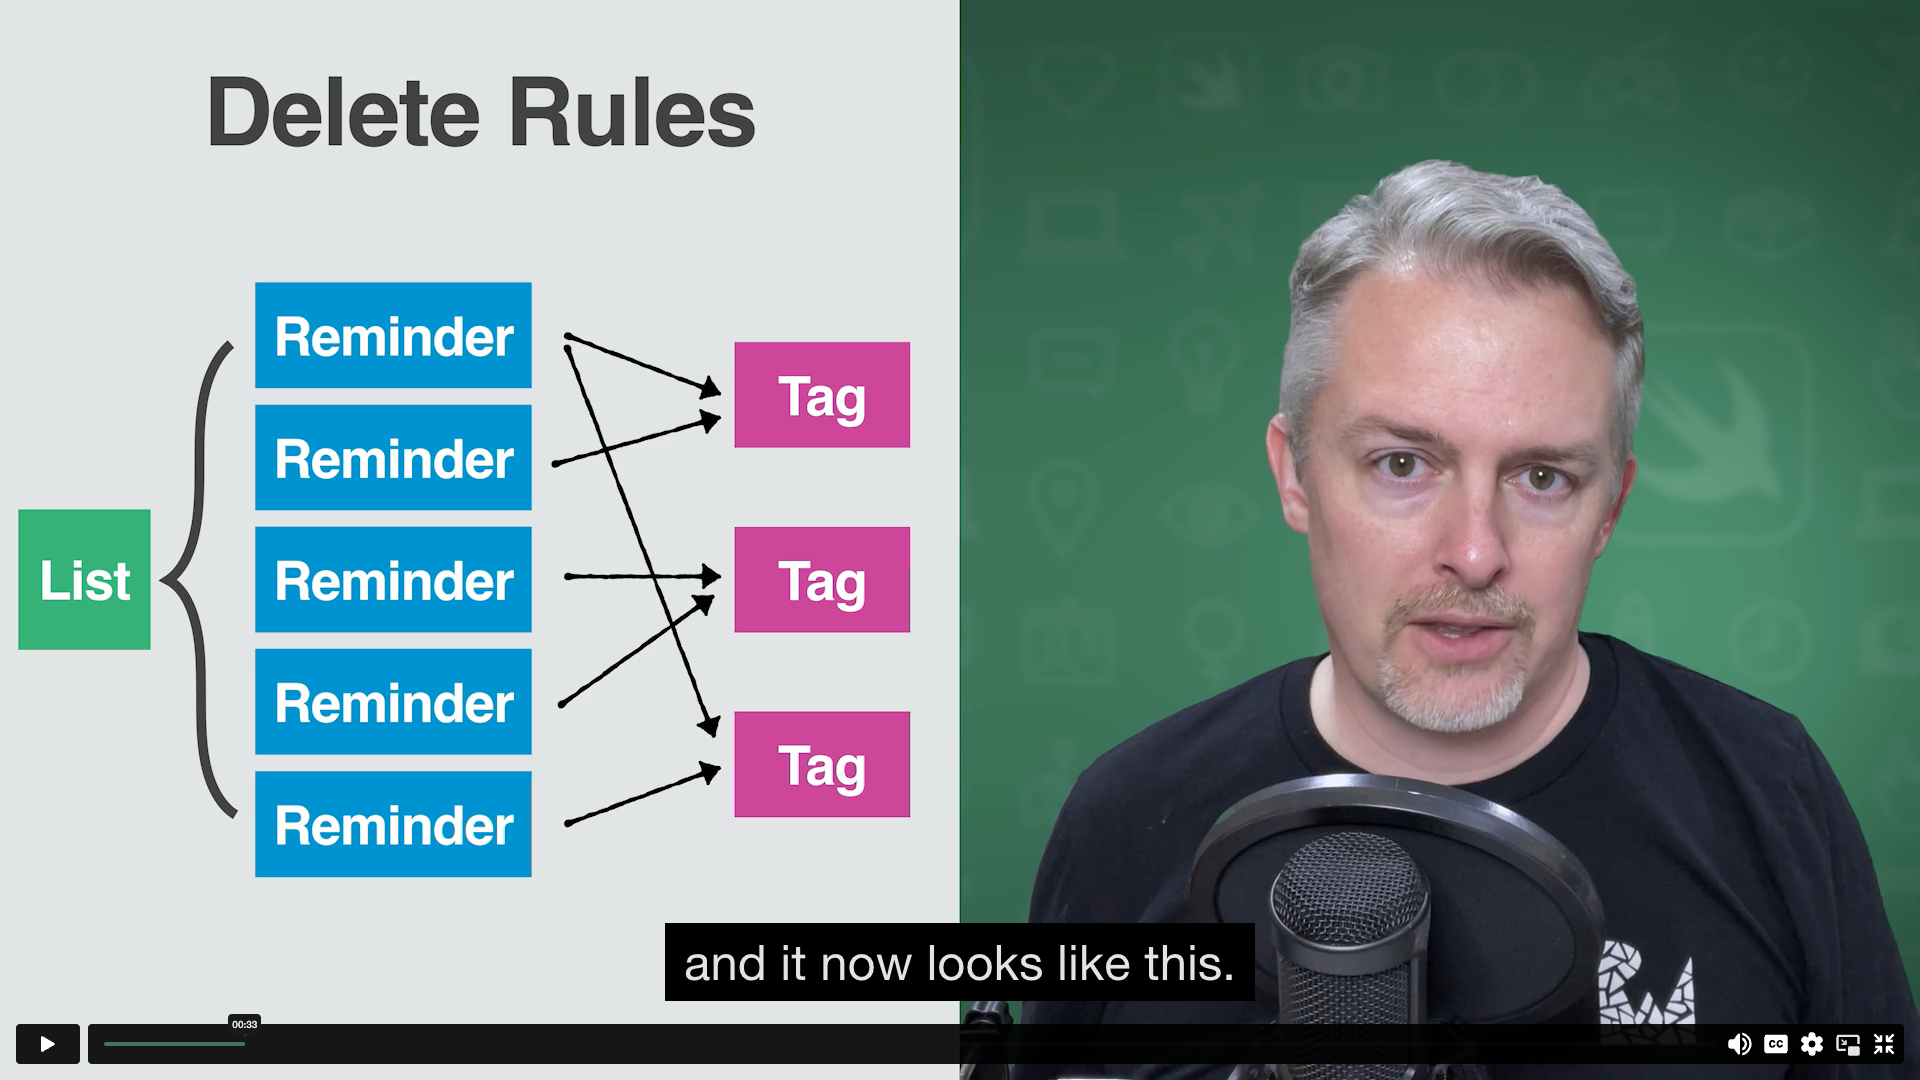 Delete Rules
List
Reminder
Reminder
Reminder
Reminder
Reminder
Tag
Tag
Tag
and it now looks like this.
00:33
CC